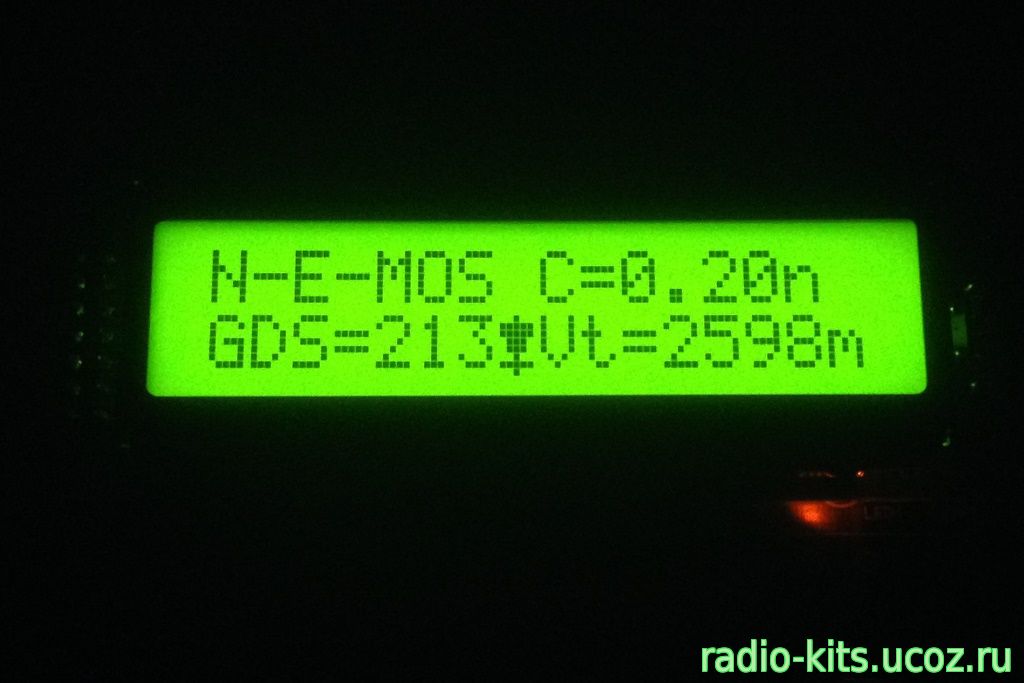 N-E-MOS C=0.20n
GDS=213 Vt=2598m
radio-kits.ucoz.ru